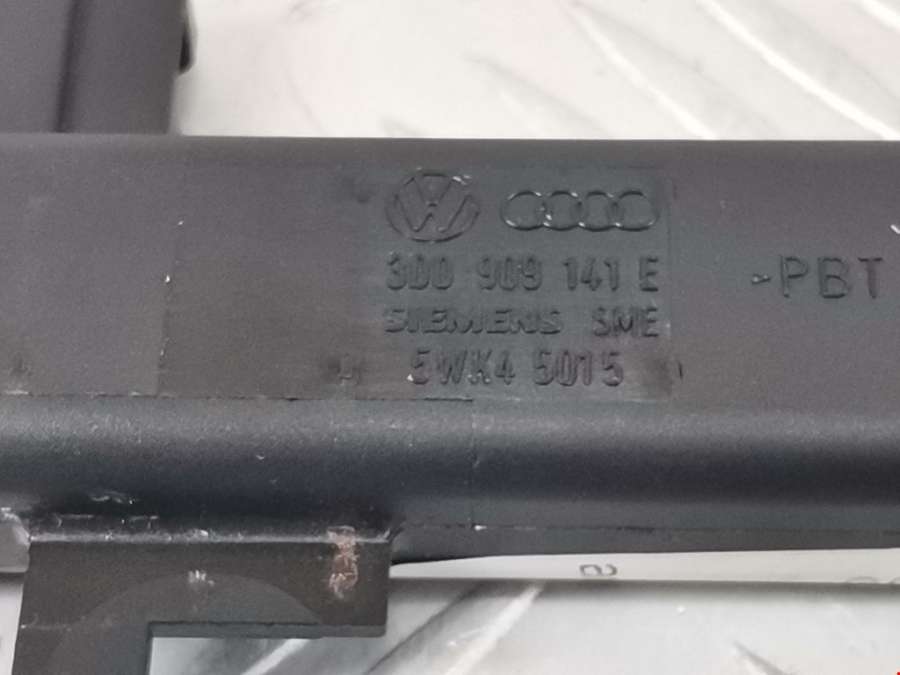 3D0 909 141 E
SIEMENS SME
5WK4 5015
-PBT